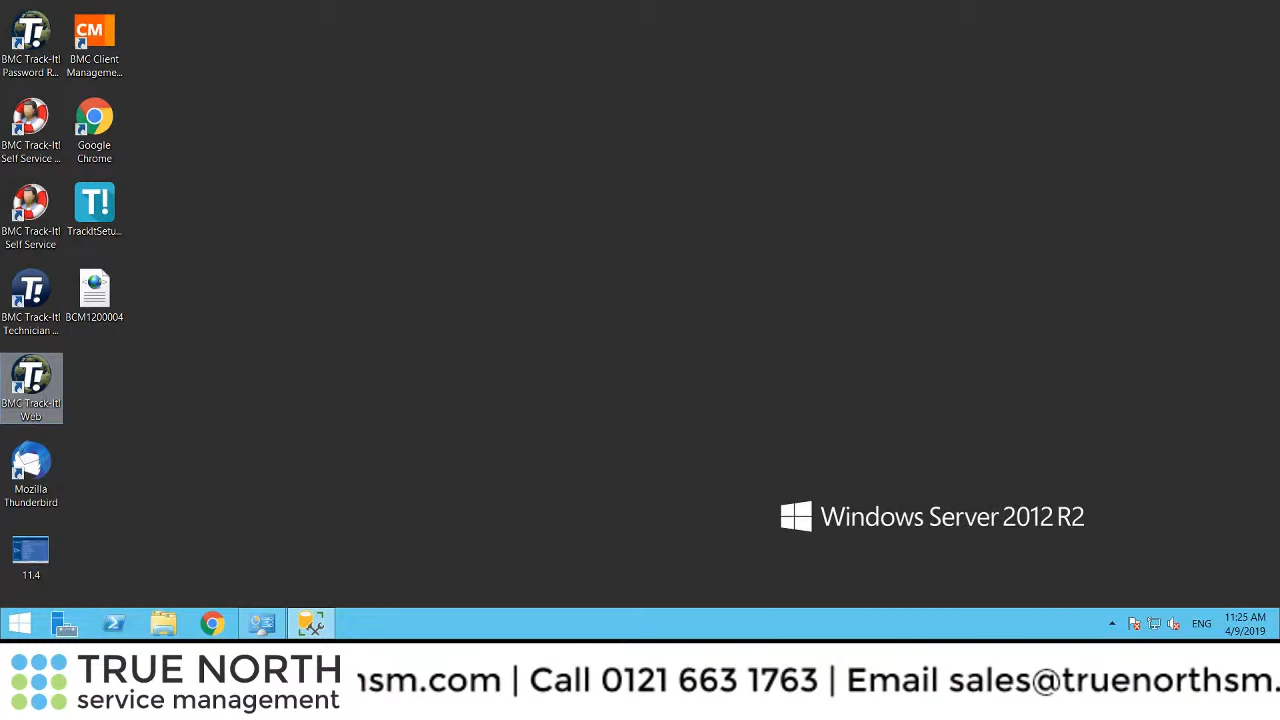 BMC Track-It!
Password R...
BMC Client
Manageme...
CM
BMC Track-It!
Self Service ...
Google
Chrome
BMC Track-It!
Self Service
T!
TrackItSetu...
T!
BMC Track-It!
Technician ...
BCM1200004
T!
BMC Track-It!
Web
Mozilla
Thunderbird
11.4
Windows Server 2012 R2
ENG
11:25 AM
4/9/2019
TRUE NORTH
service management
nsm.com | Call 0121 663 1763 | Email sales@truenorthsm.